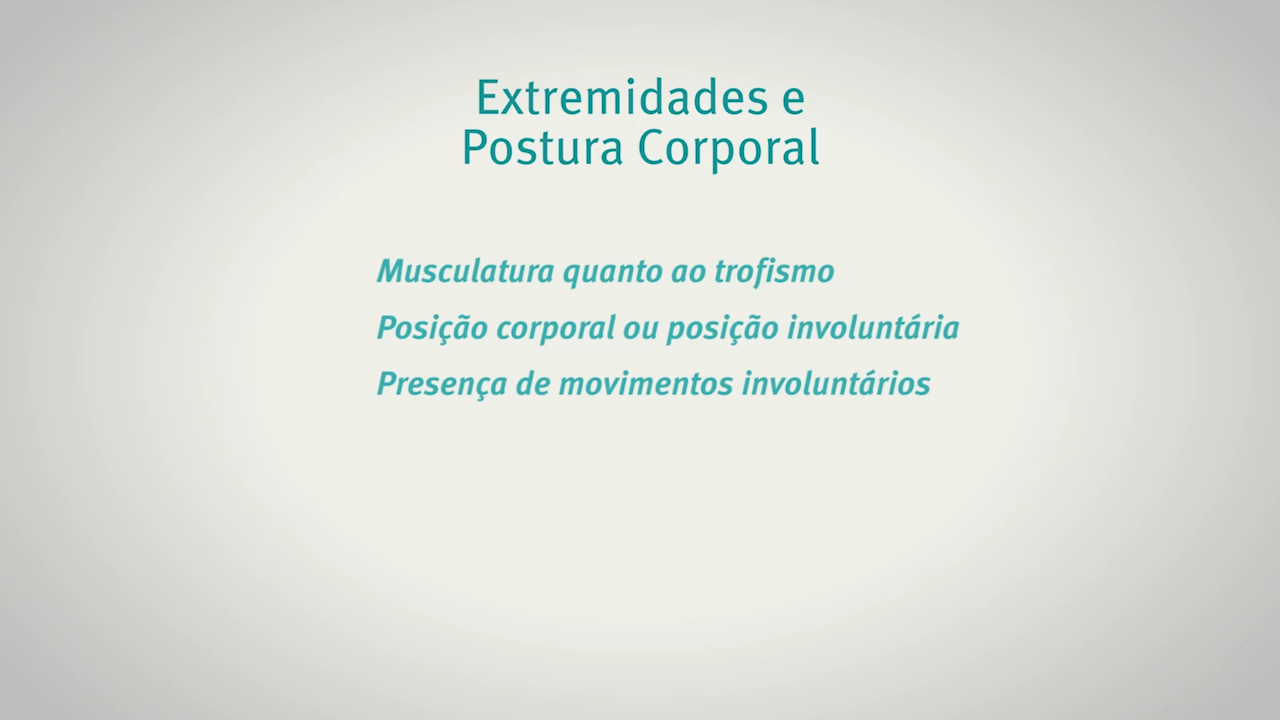 Extremidades e
Postura Corporal
Musculatura quanto ao trofismo
Posição corporal ou posição involuntária
Presença de movimentos involuntários